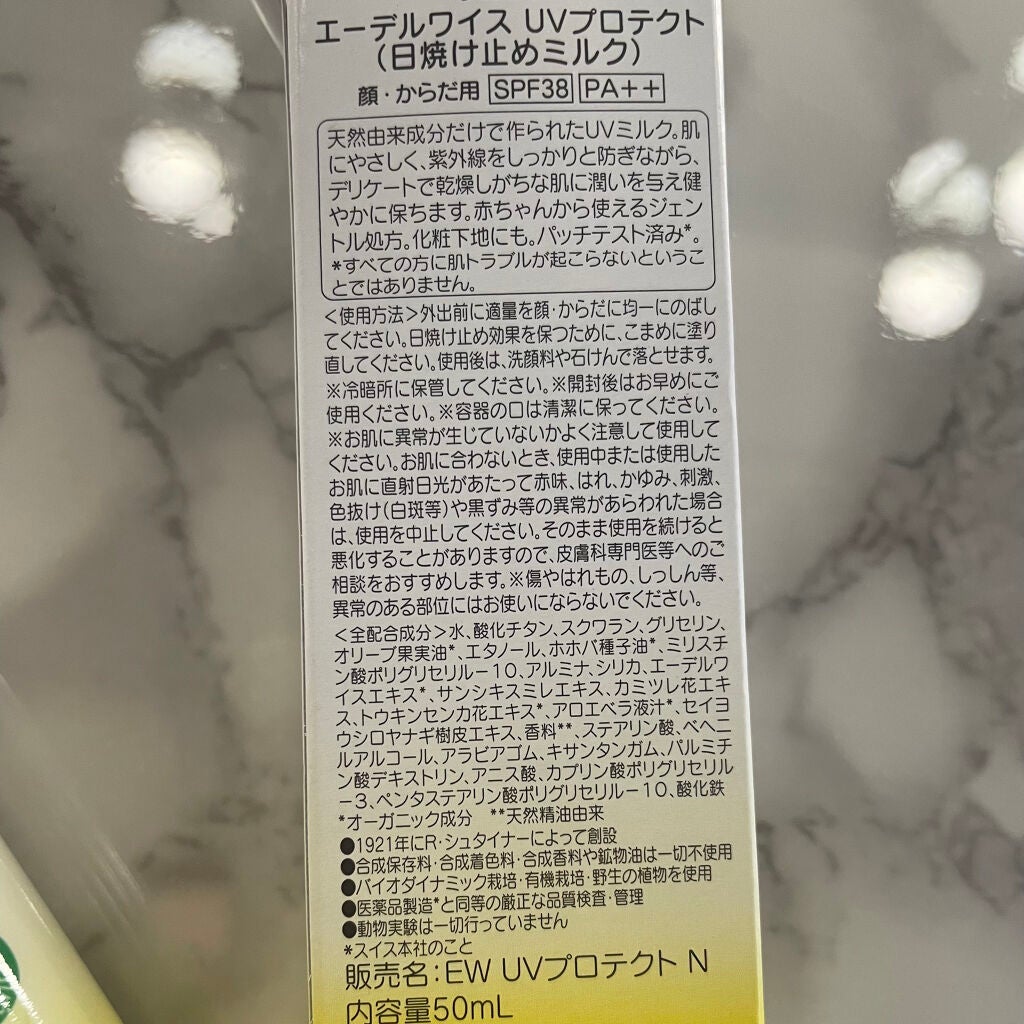 エーデルワイス UVプロテクト
（日焼け止めミルク）
顔・からだ用 SPF38 PA++
天然由来成分だけで作られたUVミルク。肌
にやさしく、紫外線をしっかりと防ぎながら、
デリケートで乾燥しがちな肌に潤いを与え健
やかに保ちます。赤ちゃんから使えるジェン
トル処方。化粧下地にも。パッチテスト済み*。
*すべての方に肌トラブルが起こらないというこ
とではありません。
＜使用方法＞外出前に適量を顔・からだに均一にのばし
てください。日焼け止め効果を保つために、こまめに塗り
直してください。使用後は、洗顔料や石けんで落とせます。
※冷暗所に保管してください。※開封後はお早めにご
使用ください。※容器の口は清潔に保ってください。
※お肌に異常が生じていないかよく注意して使用して
ください。お肌に合わないとき、使用中または使用した
お肌に直射日光があたって赤味、はれ、かゆみ、刺激、
色抜け（白斑等）や黒ずみ等の異常があらわれた場合
は、使用を中止してください。そのまま使用を続けると
悪化することがありますので、皮膚科専門医等へのご
相談をおすすめします。※傷やはれもの、しっしん等、
異常のある部位にはお使いにならないでください。
＜全配合成分＞水、酸化チタン、スクワラン、グリセリン、
オリーブ果実油*、エタノール、ホホバ種子油*、ミリスチ
ン酸ポリグリセリル－10、アルミナ、シリカ、エーデルワ
イスエキス*、サンシキスミレエキス、カミツレ花エキ
ス、トウキンセンカ花エキス*、アロエベラ液汁*、セイヨ
ウシロヤナギ樹皮エキス、香料**、ステアリン酸、ベヘニ
ルアルコール、アラビアゴム、キサンタンガム、パルミチ
ン酸デキストリン、アニス酸、カプリン酸ポリグリセリル
－3、ペンタステアリン酸ポリグリセリル－10、酸化鉄
*オーガニック成分 **天然精油由来
●1921年にR・シュタイナーによって創設
●合成保存料・合成着色料・合成香料や鉱物油は一切不使用
●バイオダイナミック栽培・有機栽培・野生の植物を使用
●医薬品製造*と同等の厳正な品質検査・管理
●動物実験は一切行っていません
*スイス本社のこと
販売名：EW UVプロテクト N
内容量50mL